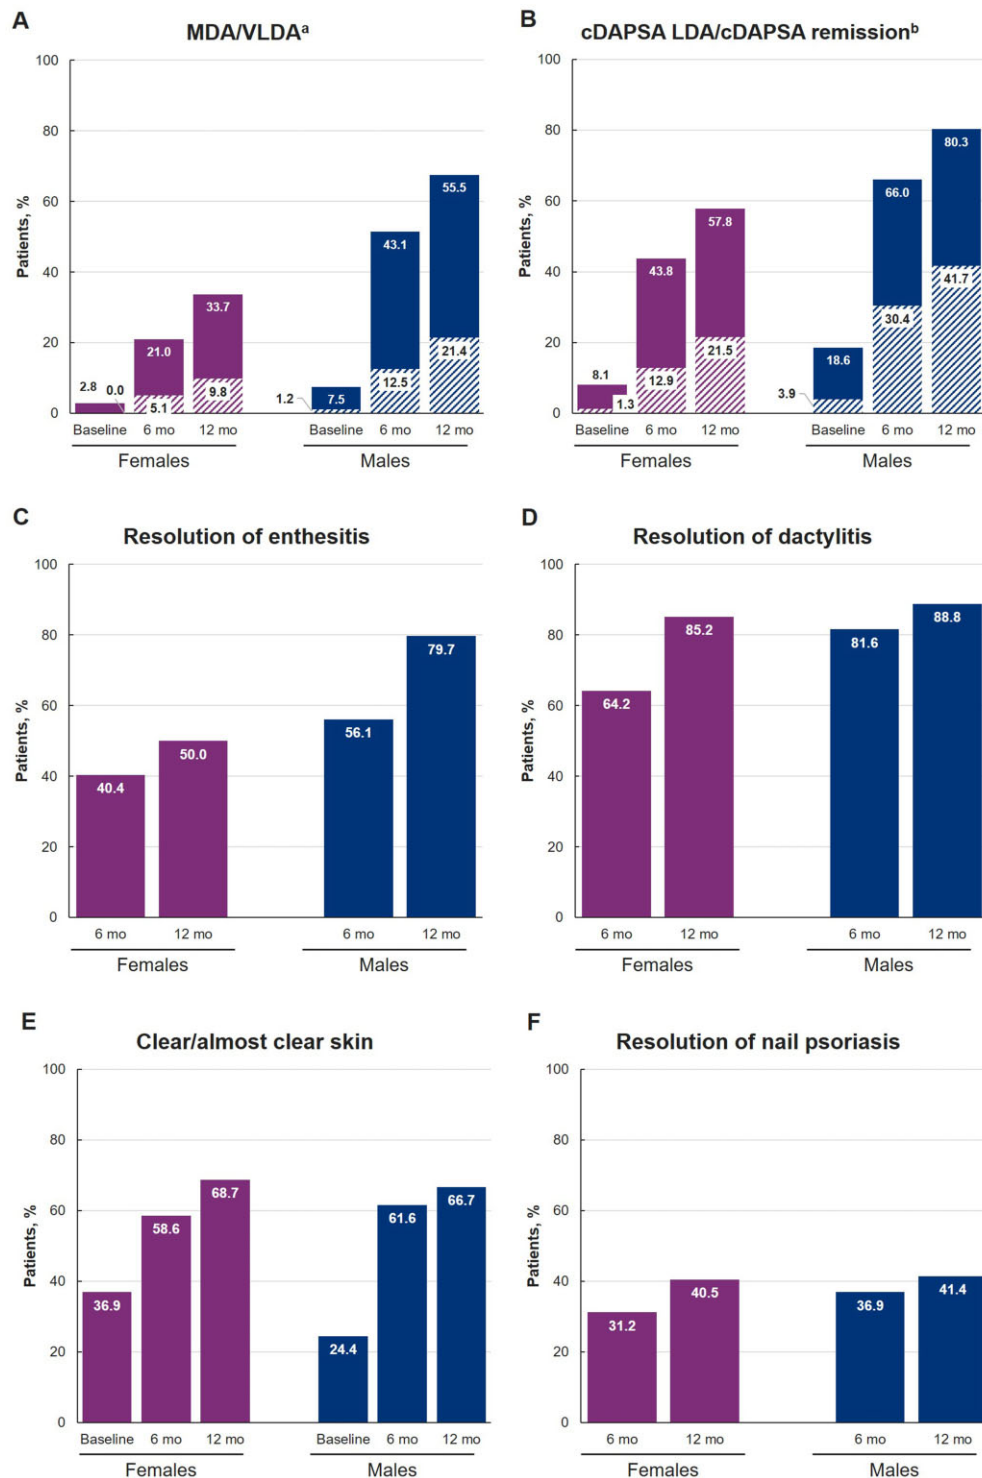 A
MDA/VLDAᵃ
Patients, %
100
80
60
40
20
0
2.8
0.0
21.0
5.1
33.7
9.8
1.2
7.5
43.1
12.5
55.5
21.4
Baseline 6 mo 12 mo Baseline 6 mo 12 mo
Females Males
B
cDAPSA LDA/cDAPSA remissionᵇ
Patients, %
100
80
60
40
20
0
8.1
1.3
43.8
12.9
57.8
21.5
3.9
18.6
66.0
30.4
80.3
41.7
Baseline 6 mo 12 mo Baseline 6 mo 12 mo
Females Males
C
Resolution of enthesitis
Patients, %
100
80
60
40
20
0
40.4
50.0
56.1
79.7
6 mo 12 mo 6 mo 12 mo
Females Males
D
Resolution of dactylitis
Patients, %
100
80
60
40
20
0
64.2
85.2
81.6
88.8
6 mo 12 mo 6 mo 12 mo
Females Males
E
Clear/almost clear skin
Patients, %
100
80
60
40
20
0
36.9
58.6
68.7
24.4
61.6
66.7
Baseline 6 mo 12 mo Baseline 6 mo 12 mo
Females Males
F
Resolution of nail psoriasis
Patients, %
100
80
60
40
20
0
31.2
40.5
36.9
41.4
6 mo 12 mo 6 mo 12 mo
Females Males